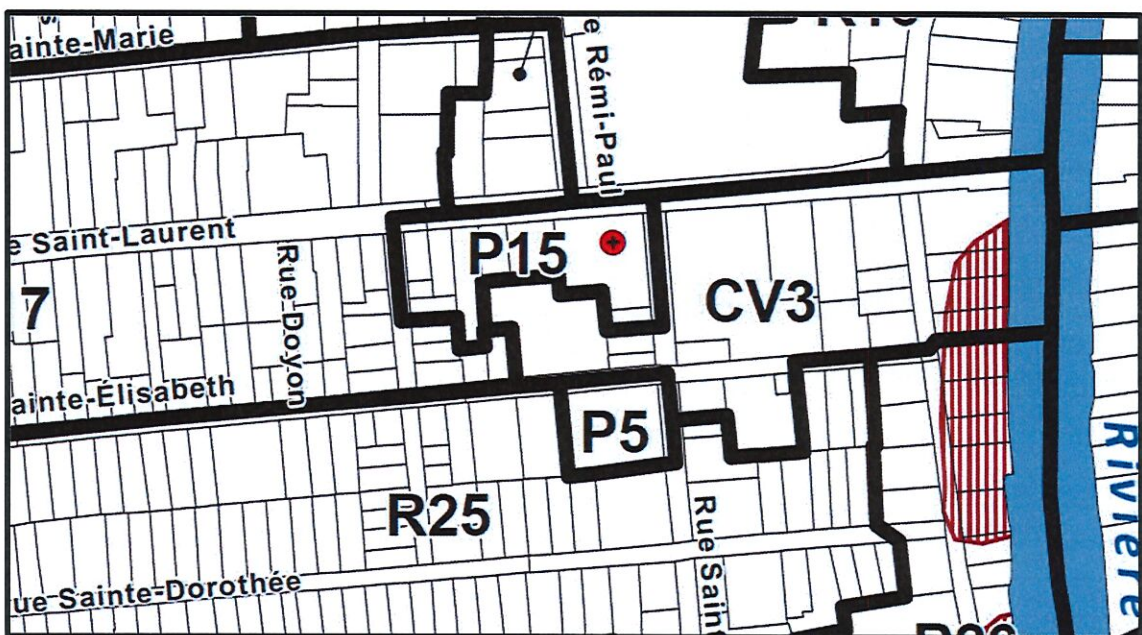 ainte-Marie
e Rémi-Paul
e Saint-Laurent
P15
CV3
7
Rue Doyon
ainte-Élisabeth
P5
R25
Rue Saint
Rivière
ue Sainte-Dorothée